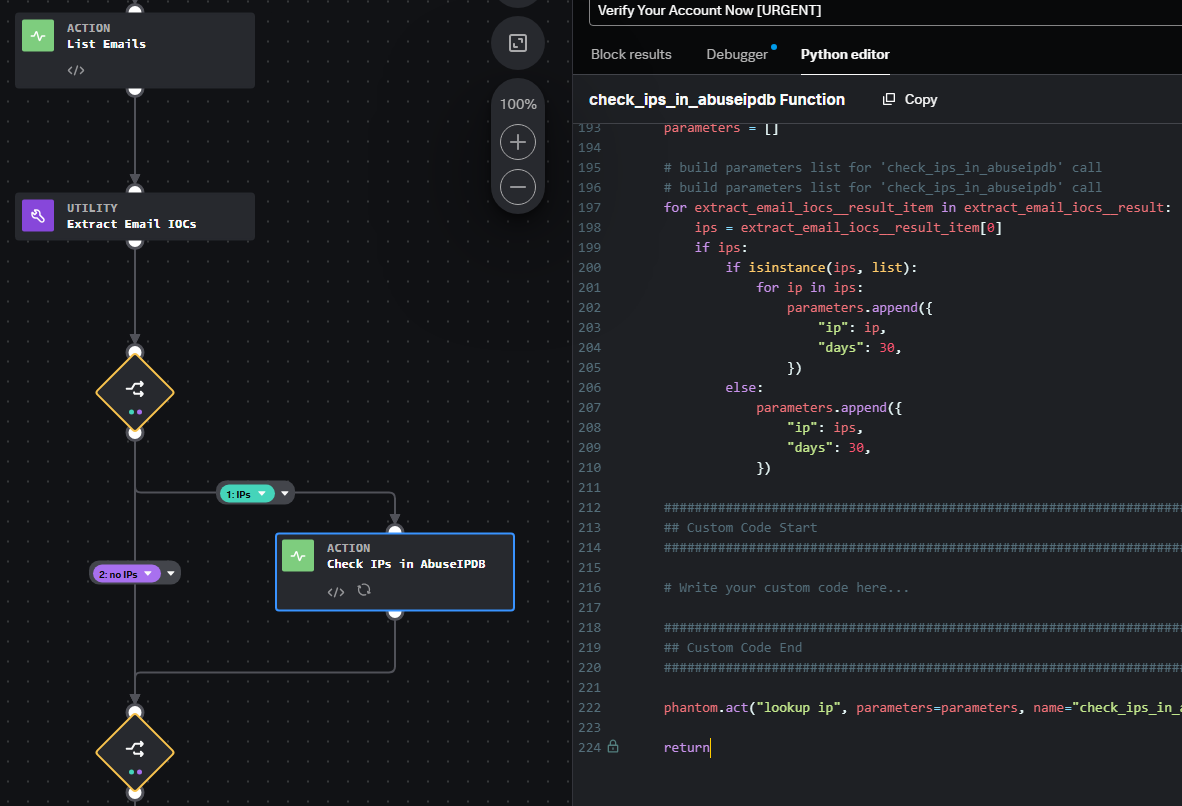 ACTION
List Emails
</>
UTILITY
Extract Email IOCs
1: IPs
ACTION
Check IPs in AbuseIPDB
</>
2: no IPs
100%
Verify Your Account Now [URGENT]
Block results Debugger Python editor
check_ips_in_abuseipdb Function Copy
193 parameters = []
194
195 # build parameters list for 'check_ips_in_abuseipdb' call
196 # build parameters list for 'check_ips_in_abuseipdb' call
197 for extract_email_iocs__result_item in extract_email_iocs__result:
198 ips = extract_email_iocs__result_item[0]
199 if ips:
200 if isinstance(ips, list):
201 for ip in ips:
202 parameters.append({
203 "ip": ip,
204 "days": 30,
205 })
206 else:
207 parameters.append({
208 "ip": ips,
209 "days": 30,
210 })
211
212 ####################################################################
213 ## Custom Code Start
214 ####################################################################
215
216 # Write your custom code here...
217
218 ####################################################################
219 ## Custom Code End
220 ####################################################################
221
222 phantom.act("lookup ip", parameters=parameters, name="check_ips_in_a
223
224 return